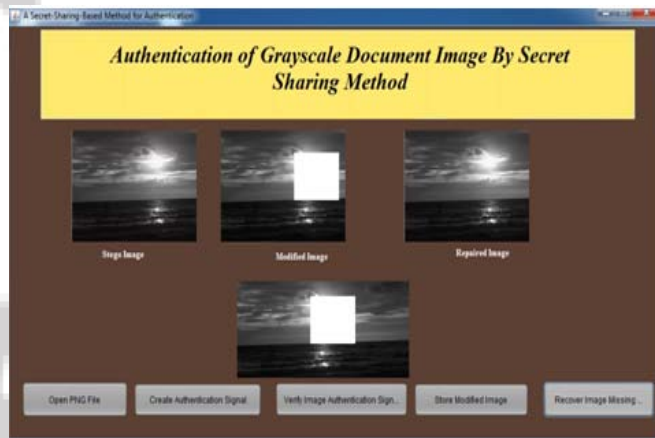 A Secret-Sharing-Based Method for Authentication
Authentication of Grayscale Document Image By Secret
Sharing Method
Stego Image
Modified Image
Repaired Image
Open PNG File
Create Authentication Signal
Verify Image Authentication Sign...
Store Modified Image
Recover Image Missing ...